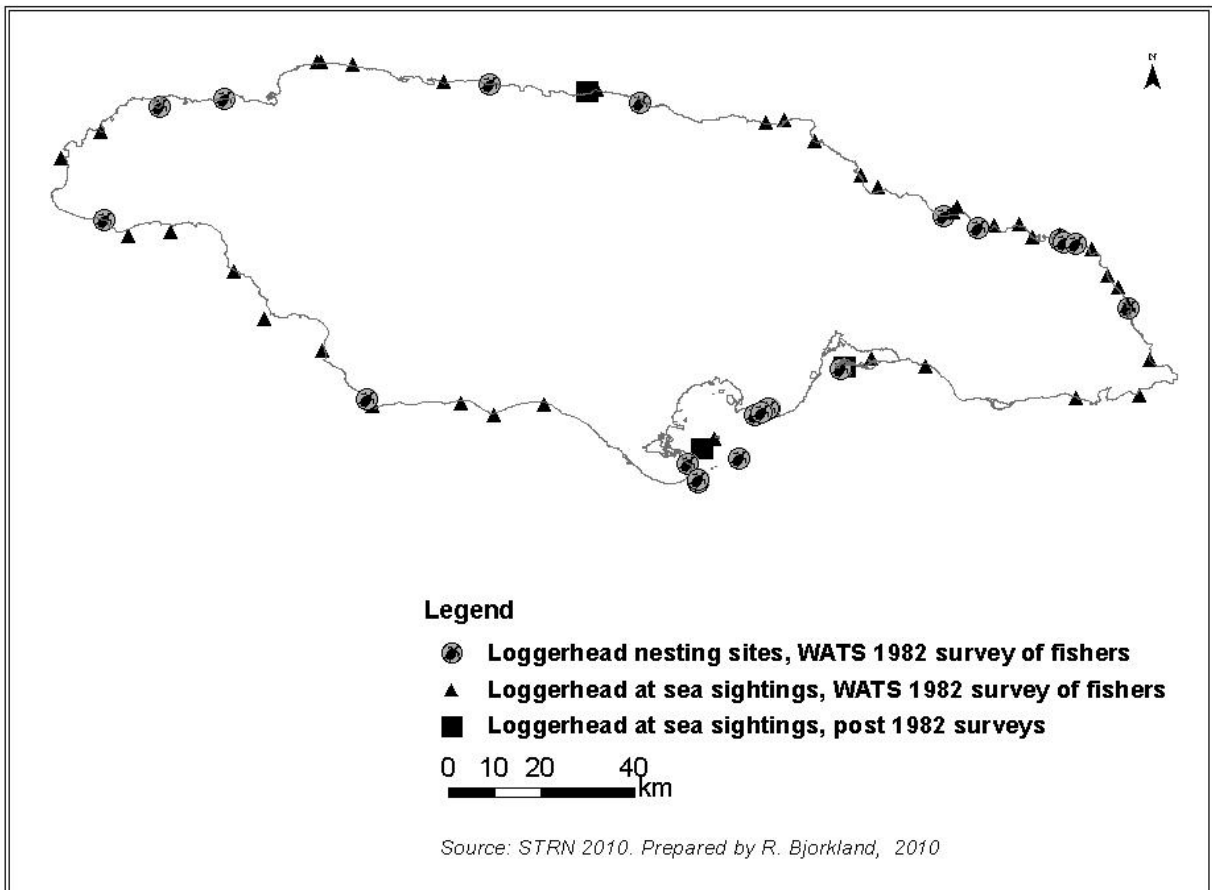 N
Legend
Loggerhead nesting sites, WATS 1982 survey of fishers
Loggerhead at sea sightings, WATS 1982 survey of fishers
Loggerhead at sea sightings, post 1982 surveys
0 10 20 40
km
Source: STRN 2010. Prepared by R. Bjorkland, 2010